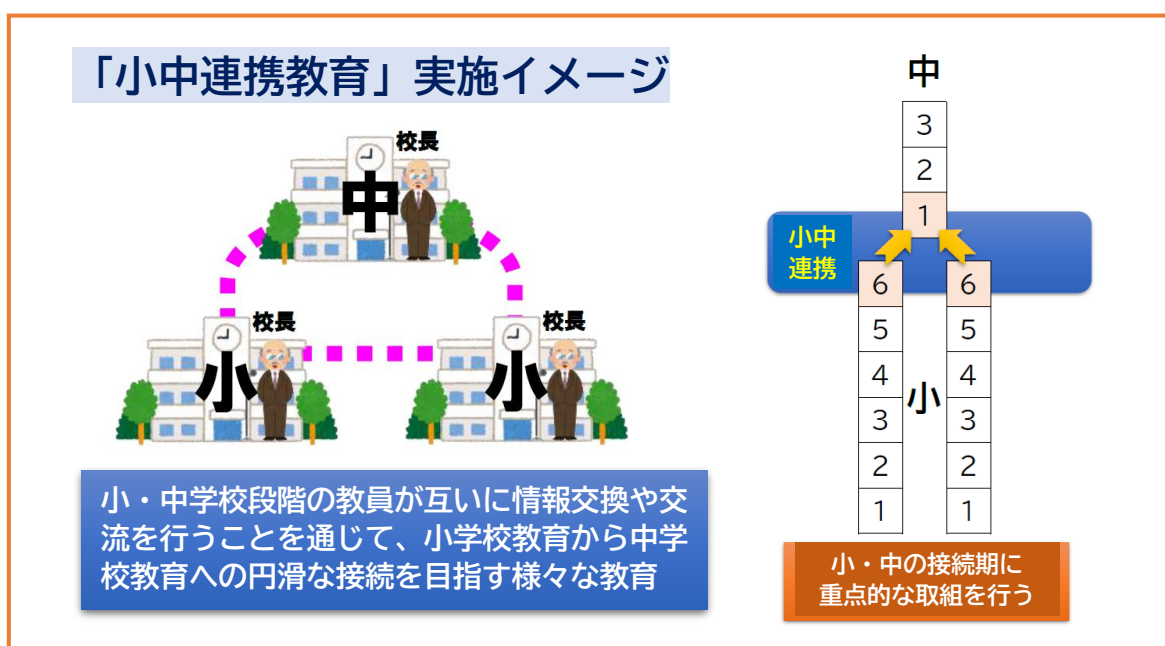 「小中連携教育」実施イメージ
校長
中
校長
小
校長
小
小・中学校段階の教員が互いに情報交換や交
流を行うことを通じて、小学校教育から中学
校教育への円滑な接続を目指す様々な教育
中
3
2
1
小中
連携
6 6
5 5
4 4
小
3 3
2 2
1 1
小・中の接続期に
重点的な取組を行う